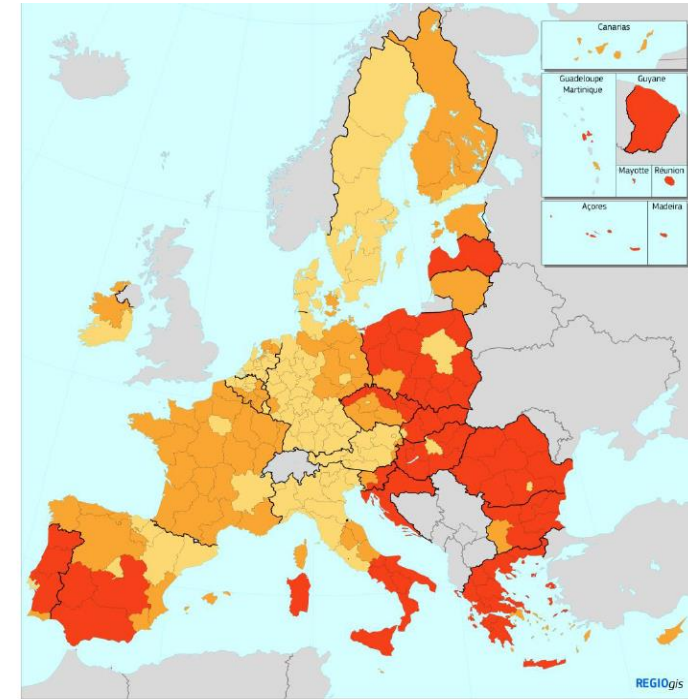 Canarias
Guadeloupe
Martinique
Guyane
Mayotte
Réunion
Açores
Madeira
REGIOgis